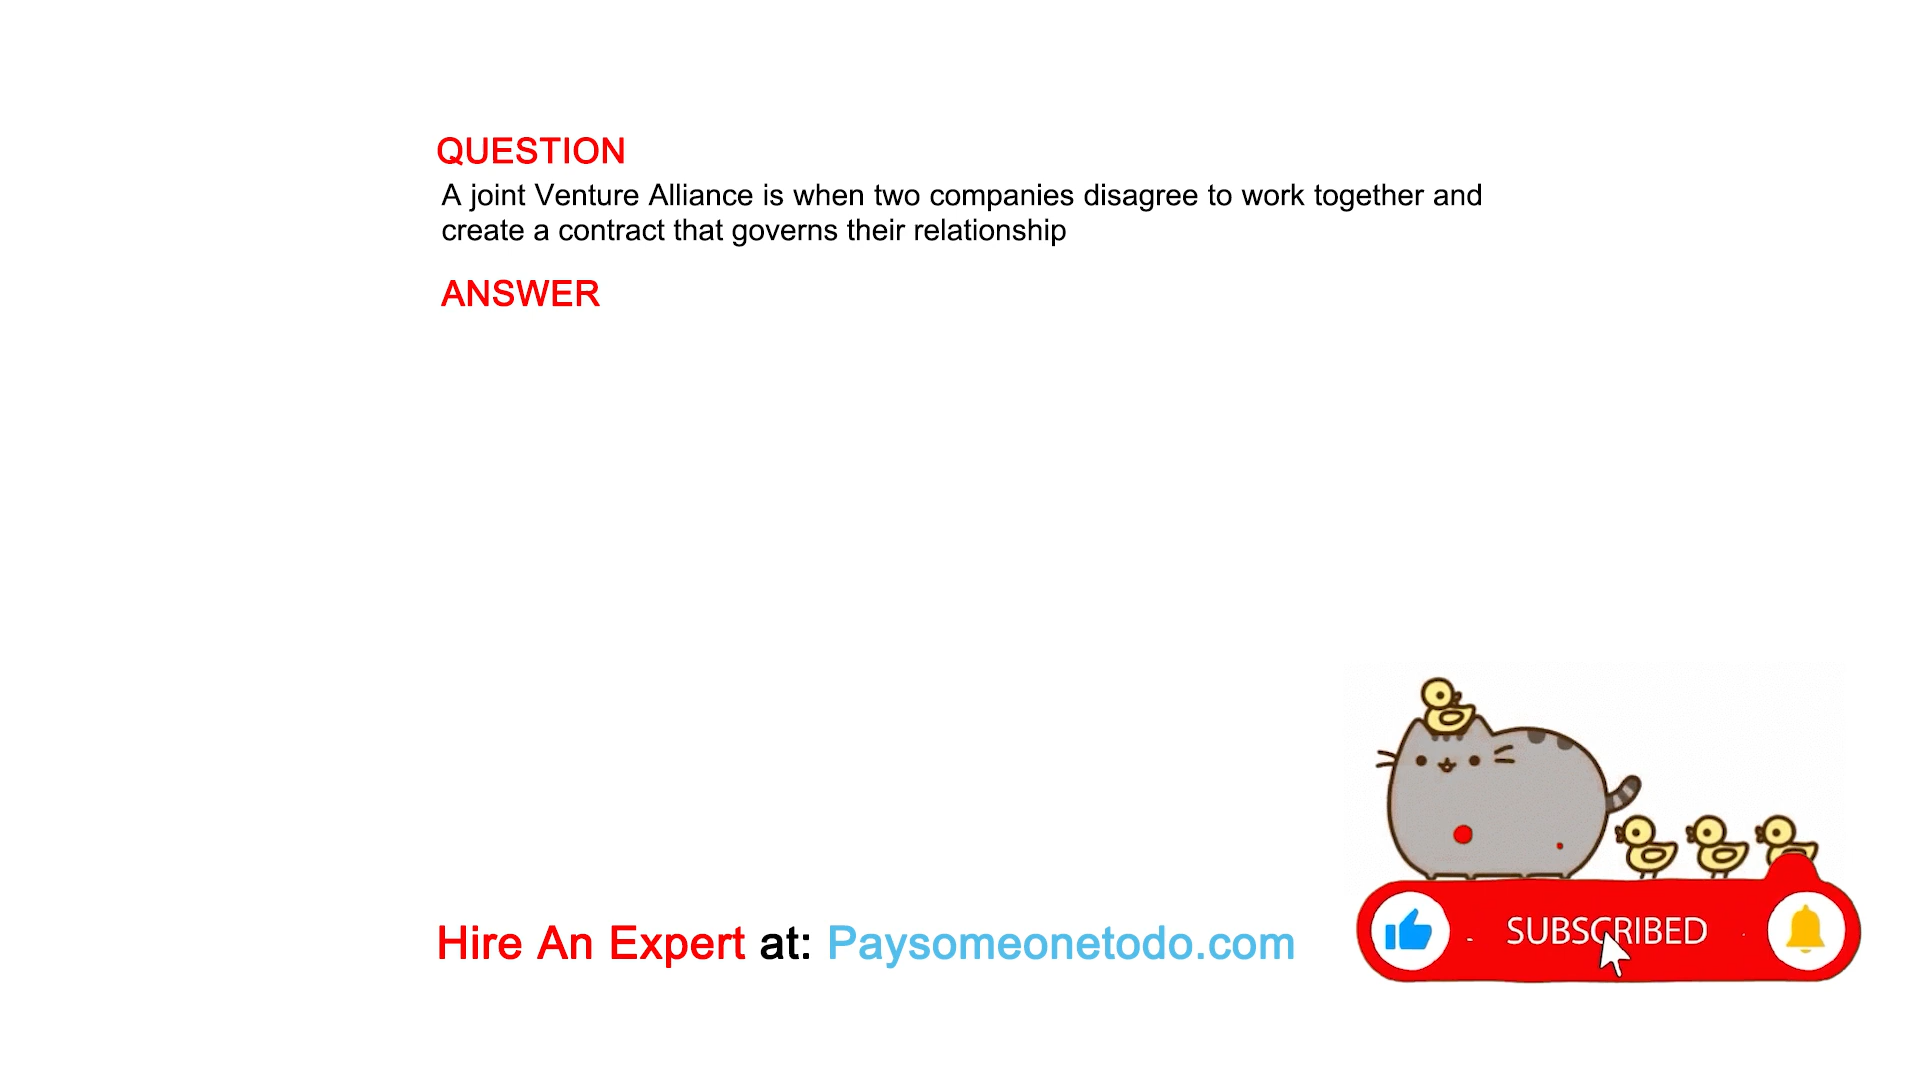 QUESTION
A joint Venture Alliance is when two companies disagree to work together and
create a contract that governs their relationship
ANSWER
Hire An Expert at: Paysomeonetodo.com
SUBSCRIBED